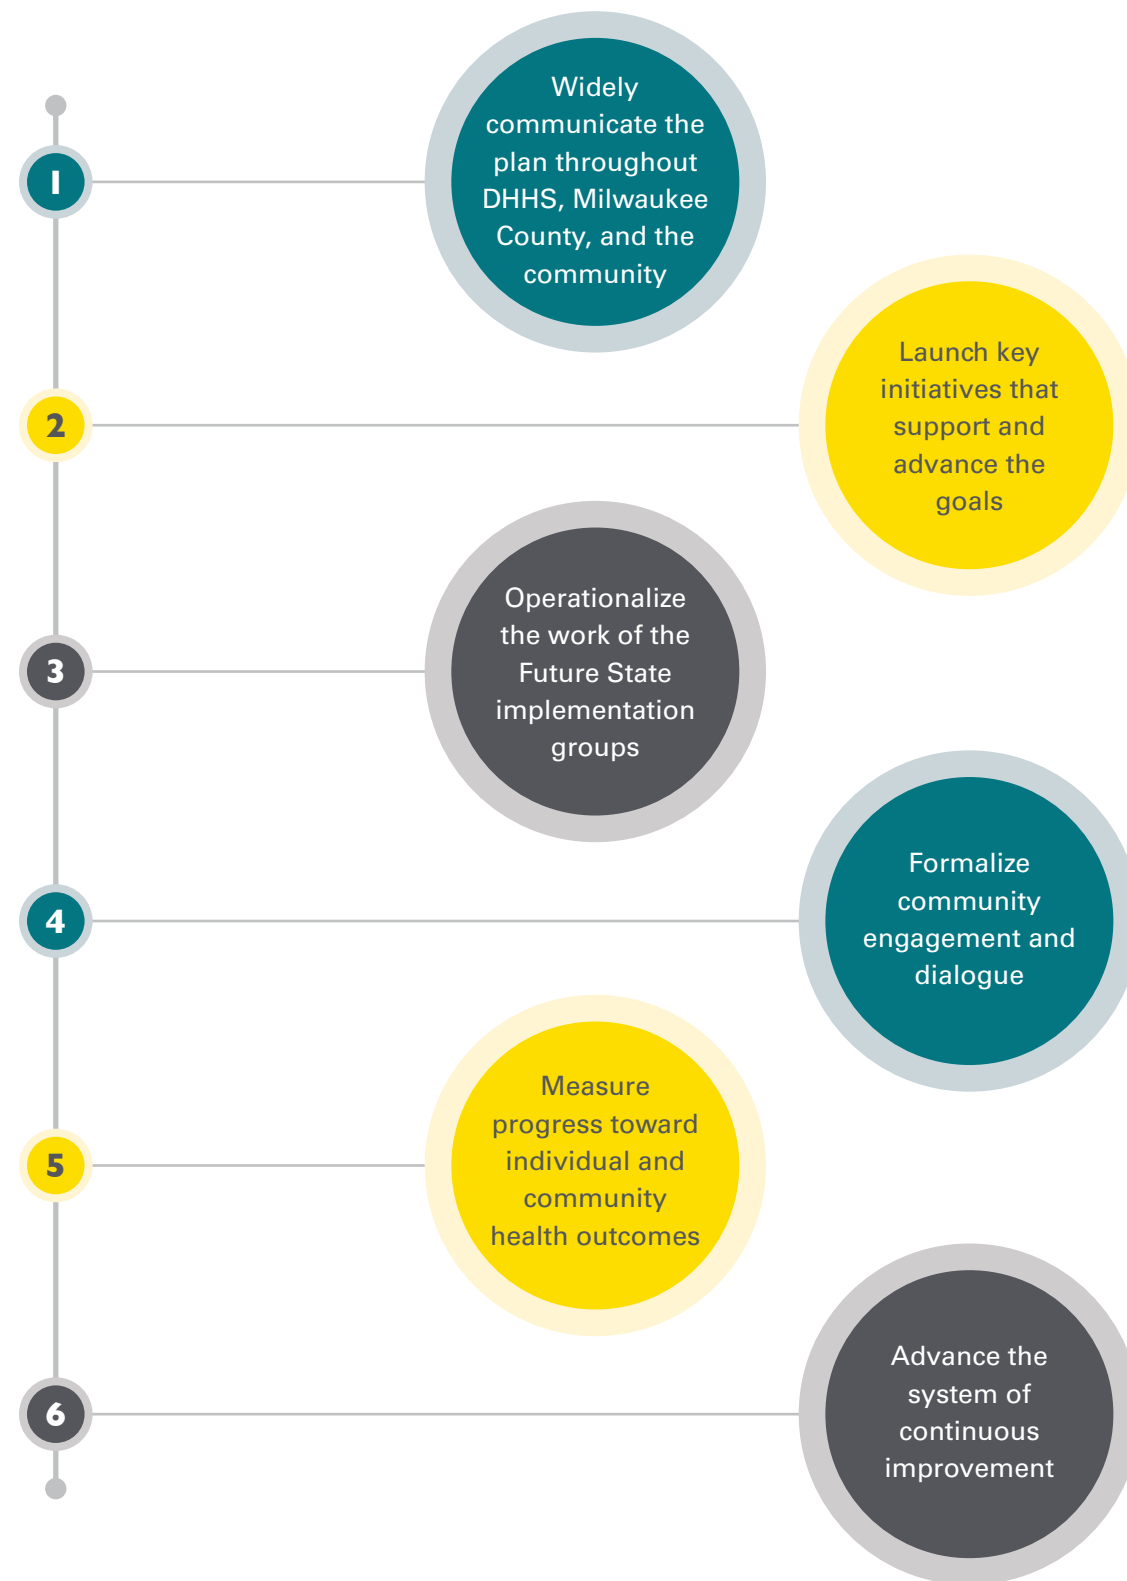 1
Widely
communicate the
plan throughout
DHHS, Milwaukee
County, and the
community
2
Launch key
initiatives that
support and
advance the
goals
3
Operationalize
the work of the
Future State
implementation
groups
4
Formalize
community
engagement and
dialogue
5
Measure
progress toward
individual and
community
health outcomes
6
Advance the
system of
continuous
improvement